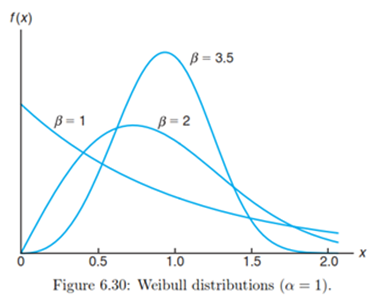 f(x)
β = 3.5
β = 1
β = 2
0
0.5
1.0
1.5
2.0
x
Figure 6.30: Weibull distributions (α = 1).